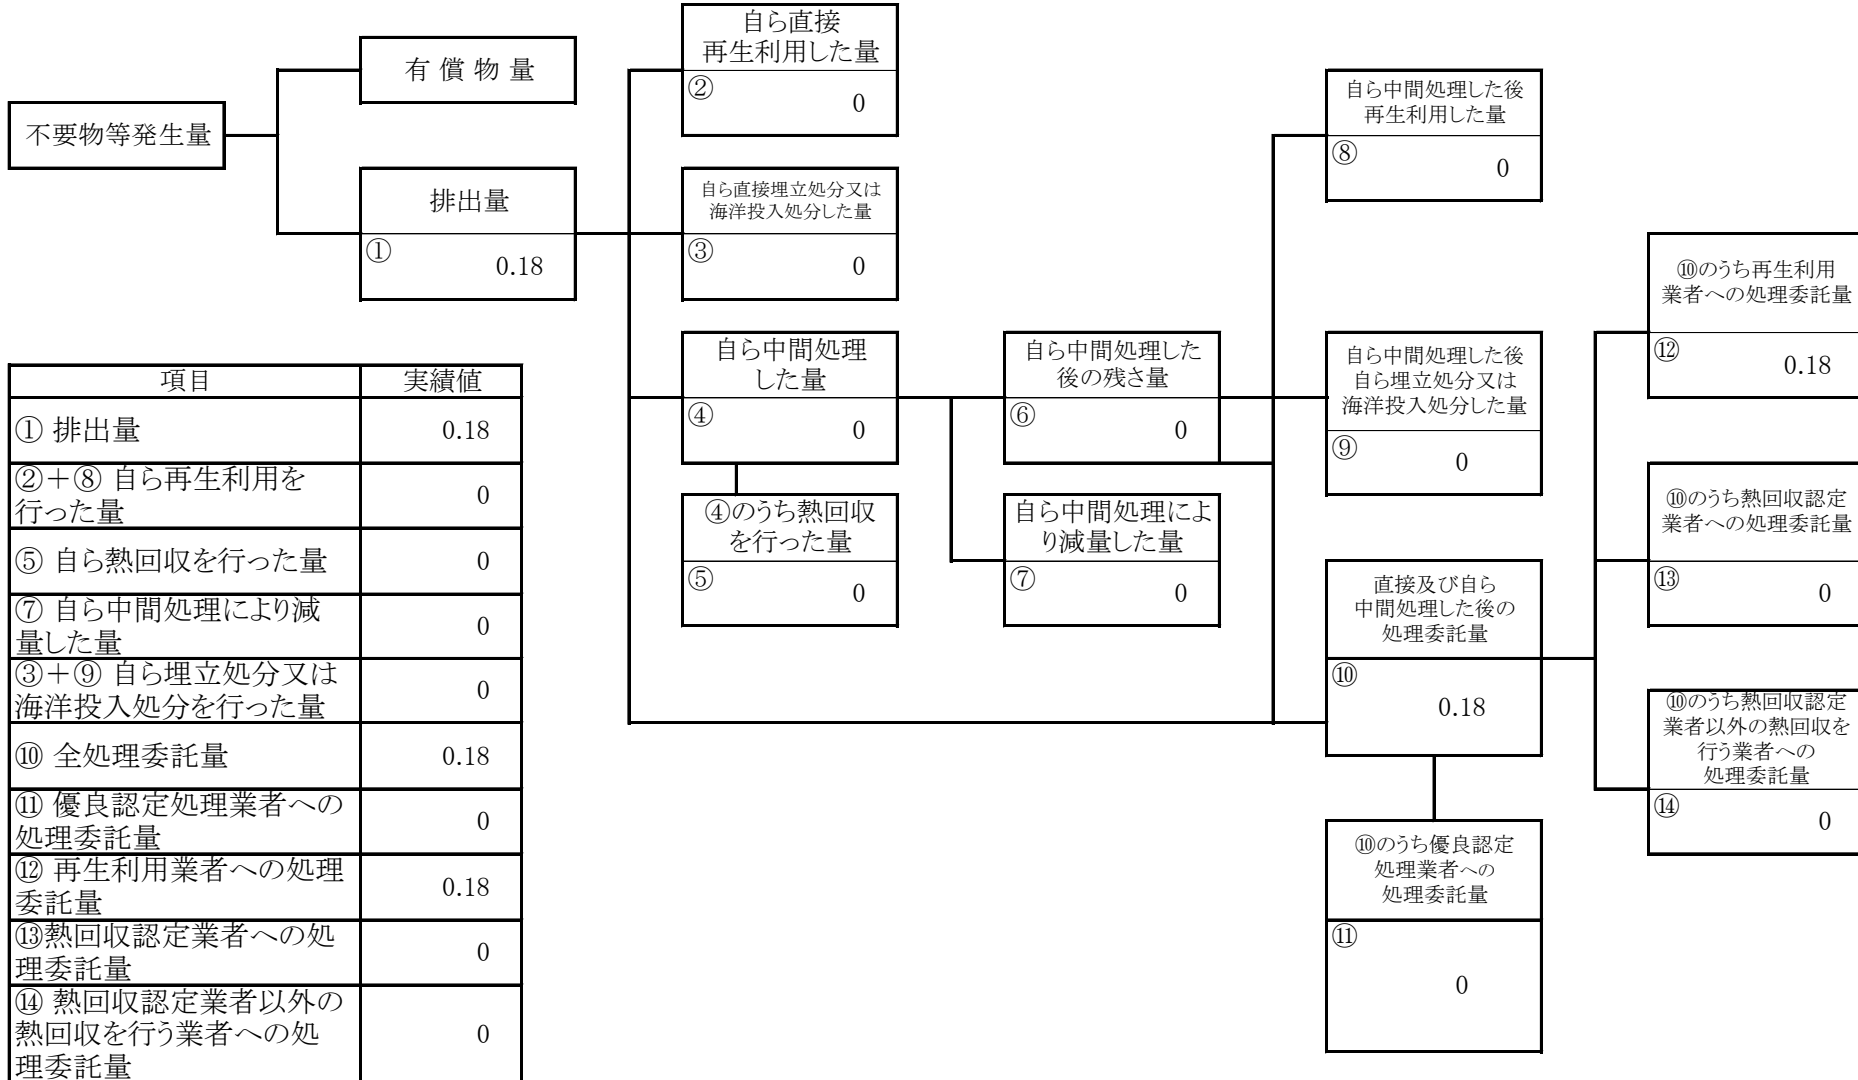 不要物等発生量
有 償 物 量
排出量
①
0.18
自ら直接
再生利用した量
②
0
自ら直接埋立処分又は
海洋投入処分した量
③
0
自ら中間処理
した量
④
0
④のうち熱回収
を行った量
⑤
0
自ら中間処理した
後の残さ量
⑥
0
自ら中間処理によ
り減量した量
⑦
0
自ら中間処理した後
再生利用した量
⑧
0
自ら中間処理した後
自ら埋立処分又は
海洋投入処分した量
⑨
0
直接及び自ら
中間処理した後の
処理委託量
⑩
0.18
⑩のうち優良認定
処理業者への
処理委託量
⑪
0
⑩のうち再生利用
業者への処理委託量
⑫
0.18
⑩のうち熱回収認定
業者への処理委託量
⑬
0
⑩のうち熱回収認定
業者以外の熱回収を
行う業者への
処理委託量
⑭
0
項目 実績値
① 排出量 0.18
②＋⑧ 自ら再生利用を
行った量 0
⑤ 自ら熱回収を行った量 0
⑦ 自ら中間処理により減
量した量 0
③＋⑨ 自ら埋立処分又は
海洋投入処分を行った量 0
⑩ 全処理委託量 0.18
⑪ 優良認定処理業者への
処理委託量 0
⑫ 再生利用業者への処理
委託量 0.18
⑬熱回収認定業者への処
理委託量 0
⑭ 熱回収認定業者以外の
熱回収を行う業者への処
理委託量 0